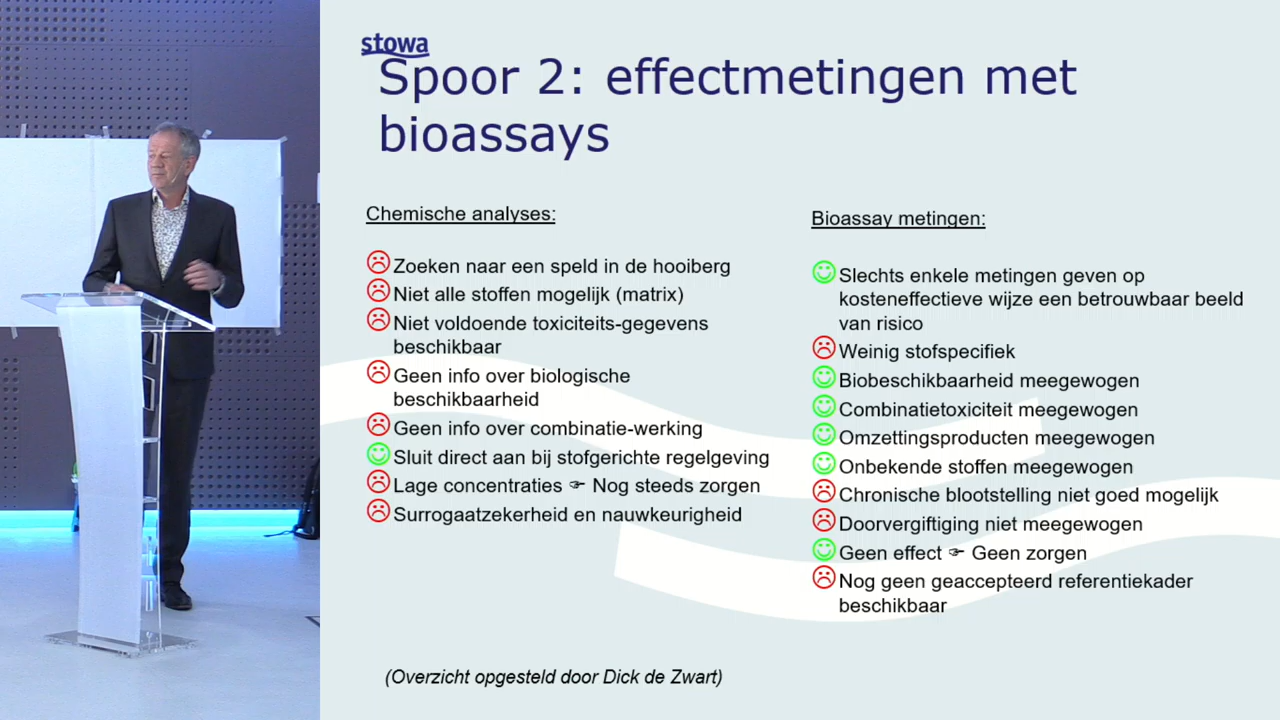 stowa
Spoor 2: effectmetingen met
bioassays
Chemische analyses:
Zoeken naar een speld in de hooiberg
Niet alle stoffen mogelijk (matrix)
Niet voldoende toxiciteits-gegevens
beschikbaar
Geen info over biologische
beschikbaarheid
Geen info over combinatie-werking
Sluit direct aan bij stofgerichte regelgeving
Lage concentraties ☞ Nog steeds zorgen
Surrogaatzekerheid en nauwkeurigheid
Bioassay metingen:
Slechts enkele metingen geven op
kosteneffectieve wijze een betrouwbaar beeld
van risico
Weinig stofspecifiek
Biobeschikbaarheid meegewogen
Combinatietoxiciteit meegewogen
Omzettingsproducten meegewogen
Onbekende stoffen meegewogen
Chronische blootstelling niet goed mogelijk
Doorvergiftiging niet meegewogen
Geen effect ☞ Geen zorgen
Nog geen geaccepteerd referentiekader
beschikbaar
(Overzicht opgesteld door Dick de Zwart)